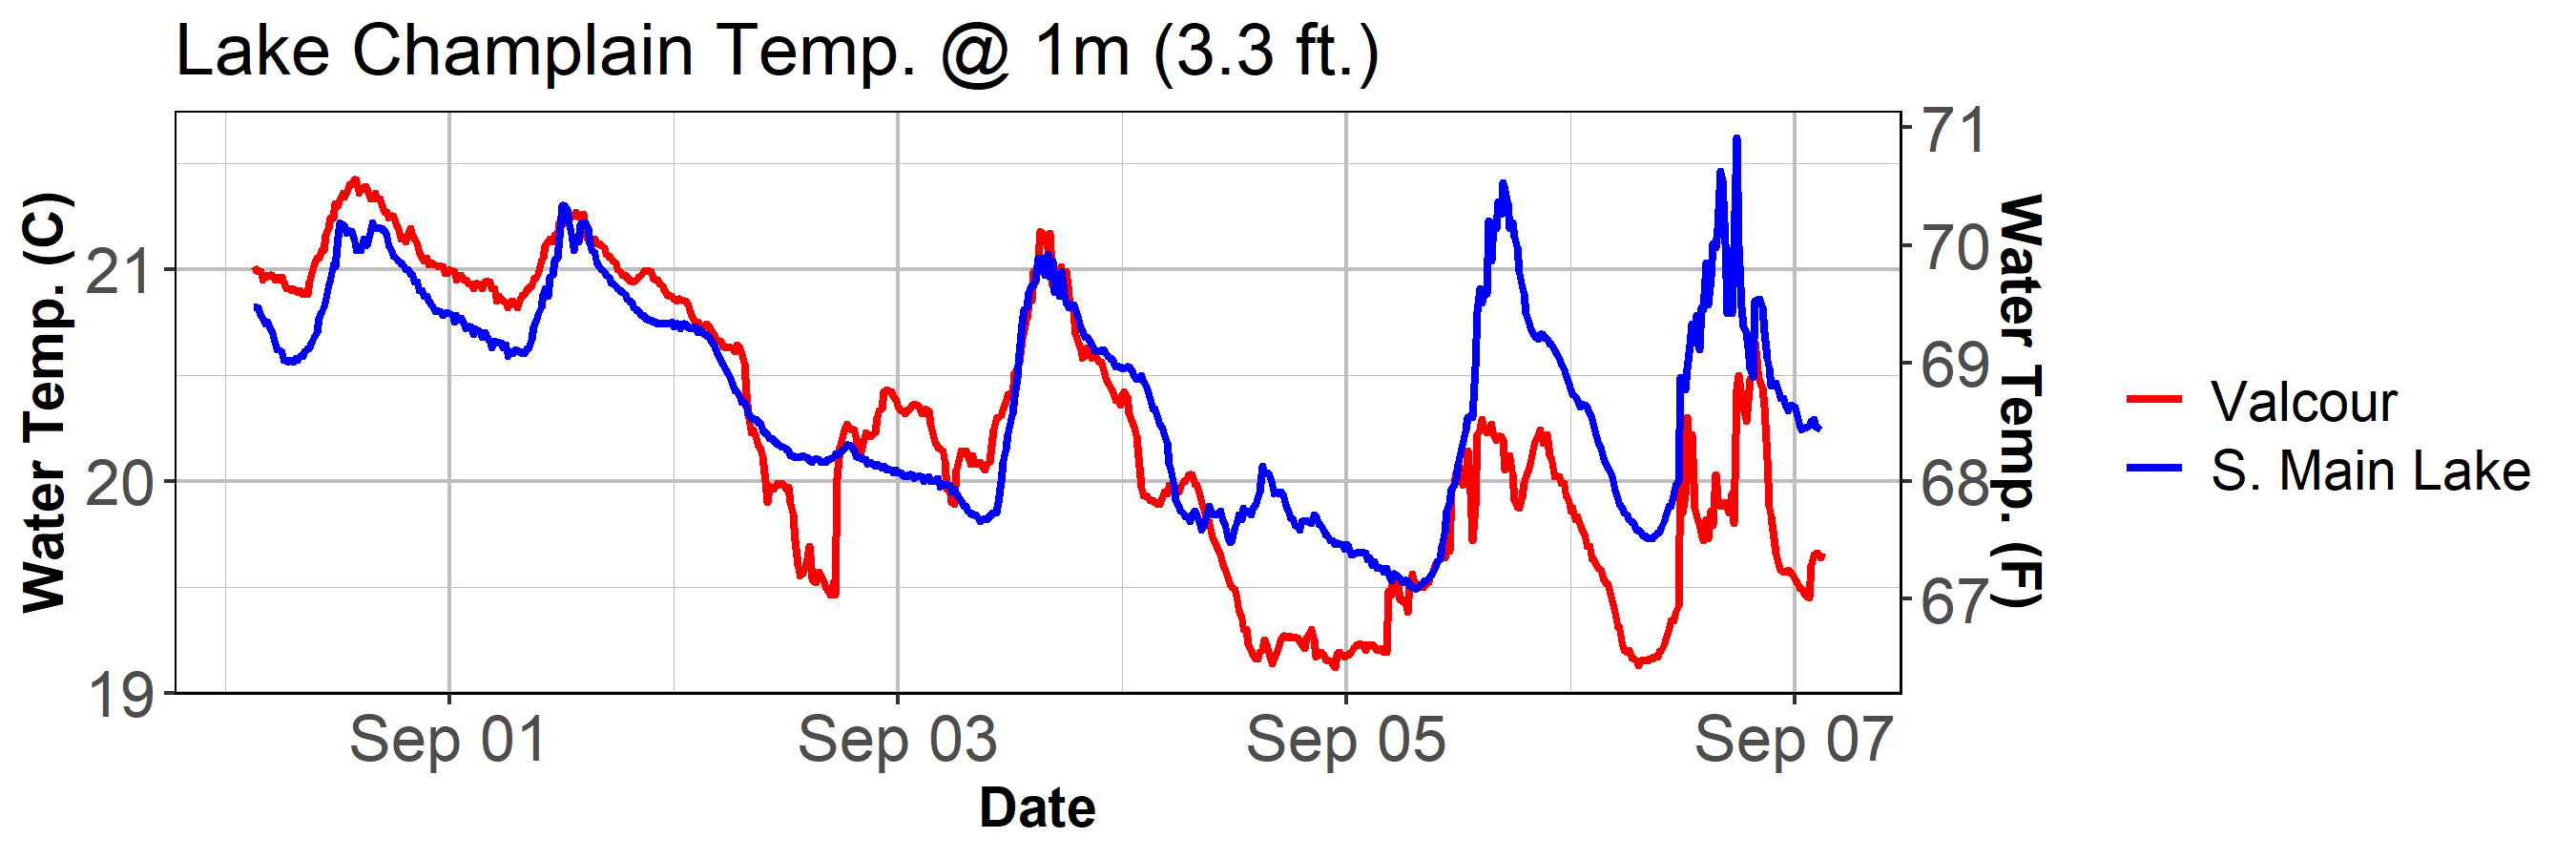 Lake Champlain Temp. @ 1m (3.3 ft.)
Water Temp. (C)
21
20
19
71
70
69
68
67
Water Temp. (F)
Sep 01
Sep 03
Sep 05
Sep 07
Date
Valcour
S. Main Lake